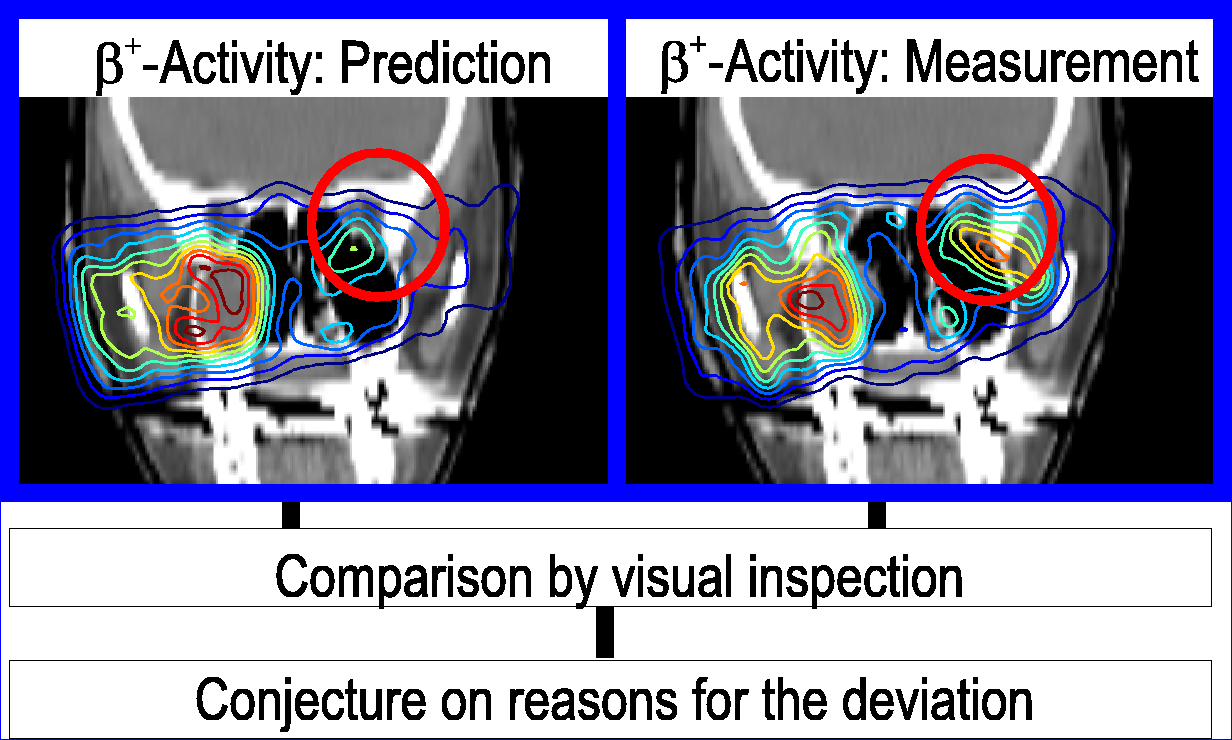 β⁺-Activity: Prediction
β⁺-Activity: Measurement
Comparison by visual inspection
Conjecture on reasons for the deviation